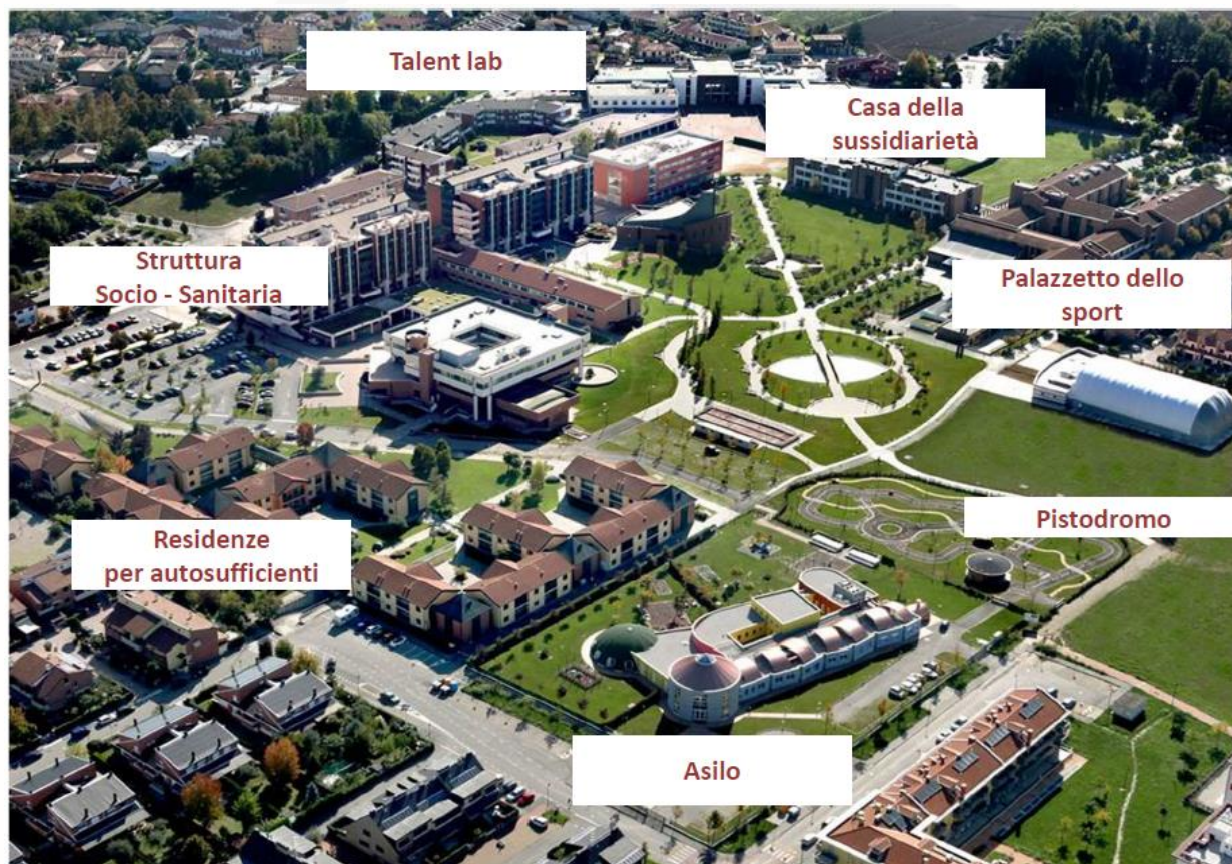 Talent lab
Casa della
sussidiarietà
Struttura
Socio - Sanitaria
Palazzetto dello
sport
Pistodromo
Residenze
per autosufficienti
Asilo